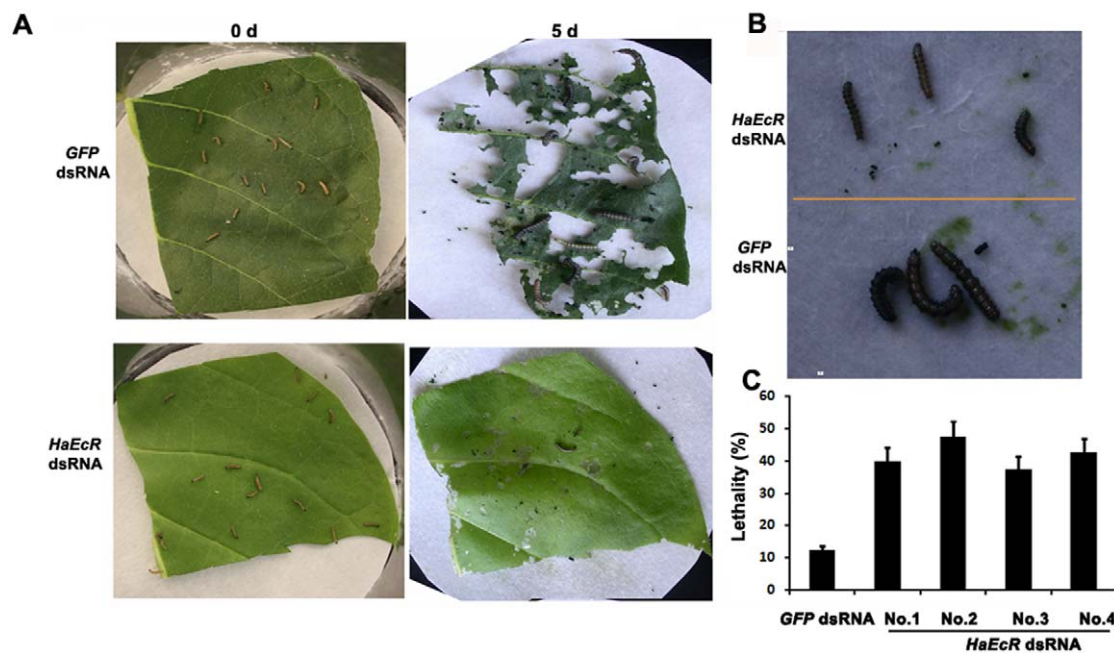 A
0 d
5 d
GFP
dsRNA
HaEcR
dsRNA
B
HaEcR
dsRNA
GFP
dsRNA
C
60
50
40
30
20
10
0
Lethality (%)
GFP dsRNA No.1 No.2 No.3 No.4
HaEcR dsRNA